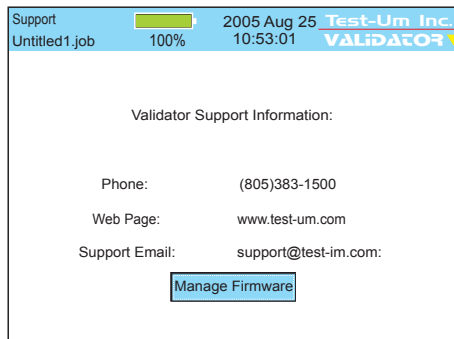 Support 2005 Aug 25 Test-Um Inc.
Untitled1.job 100% 10:53:01 VALIDATOR
Validator Support Information:
Phone: (805)383-1500
Web Page: www.test-um.com
Support Email: support@test-im.com:
Manage Firmware